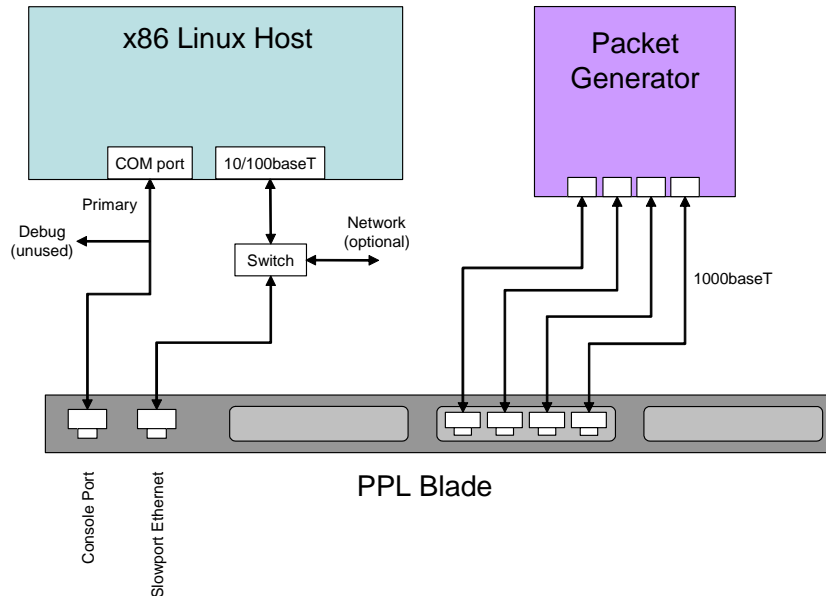 x86 Linux Host
Packet
Generator
COM port
10/100baseT
Primary
Debug
(unused)
Network
(optional)
Switch
1000baseT
PPL Blade
Console Port
Slowport Ethernet